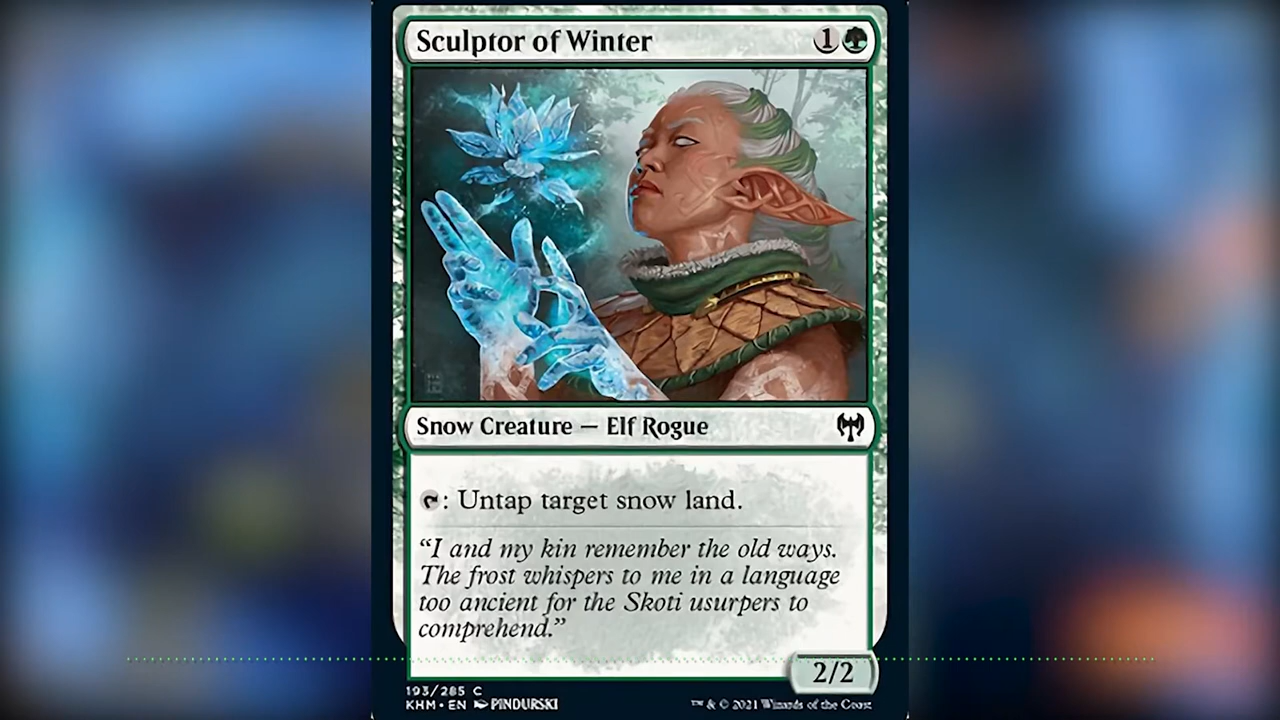 Sculptor of Winter
1
Snow Creature — Elf Rogue
: Untap target snow land.
“I and my kin remember the old ways.
The frost whispers to me in a language
too ancient for the Skoti usurpers to
comprehend.”
2/2
193/285 C
KHM • EN PINDURSKI
™ & © 2021 Wizards of the Coast